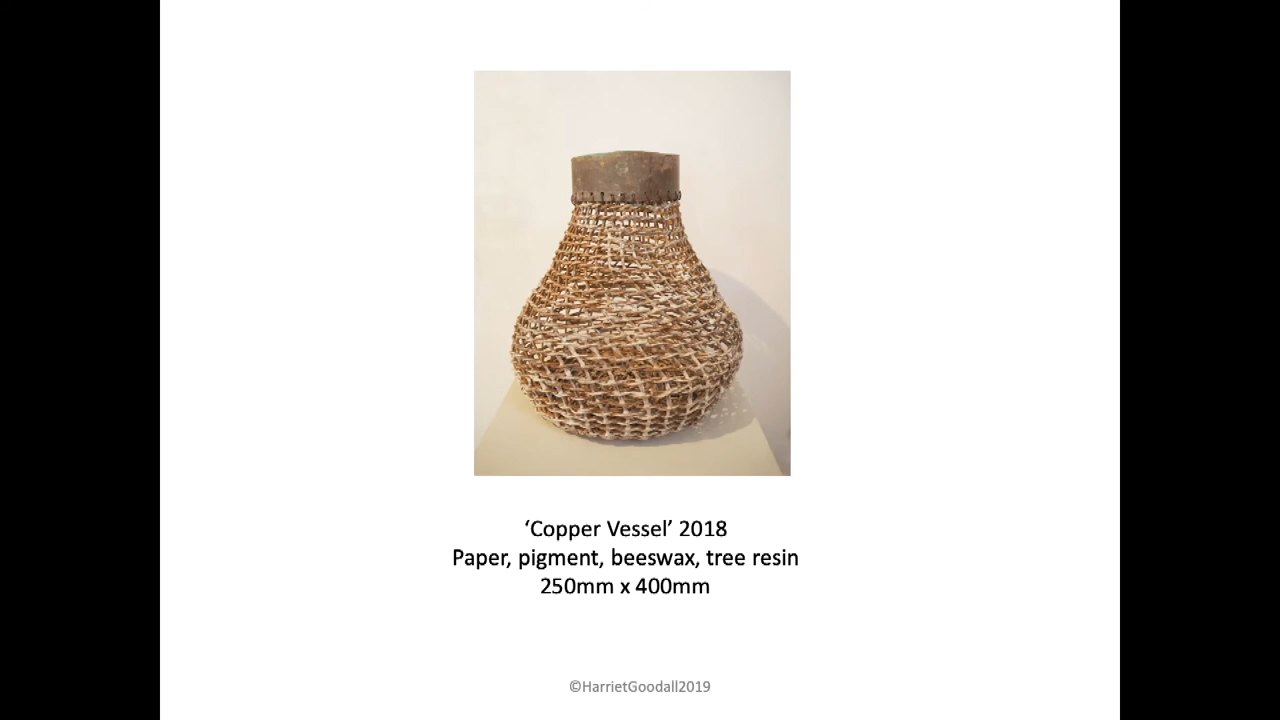 ‘Copper Vessel’ 2018
Paper, pigment, beeswax, tree resin
250mm x 400mm
©HarrietGoodall2019